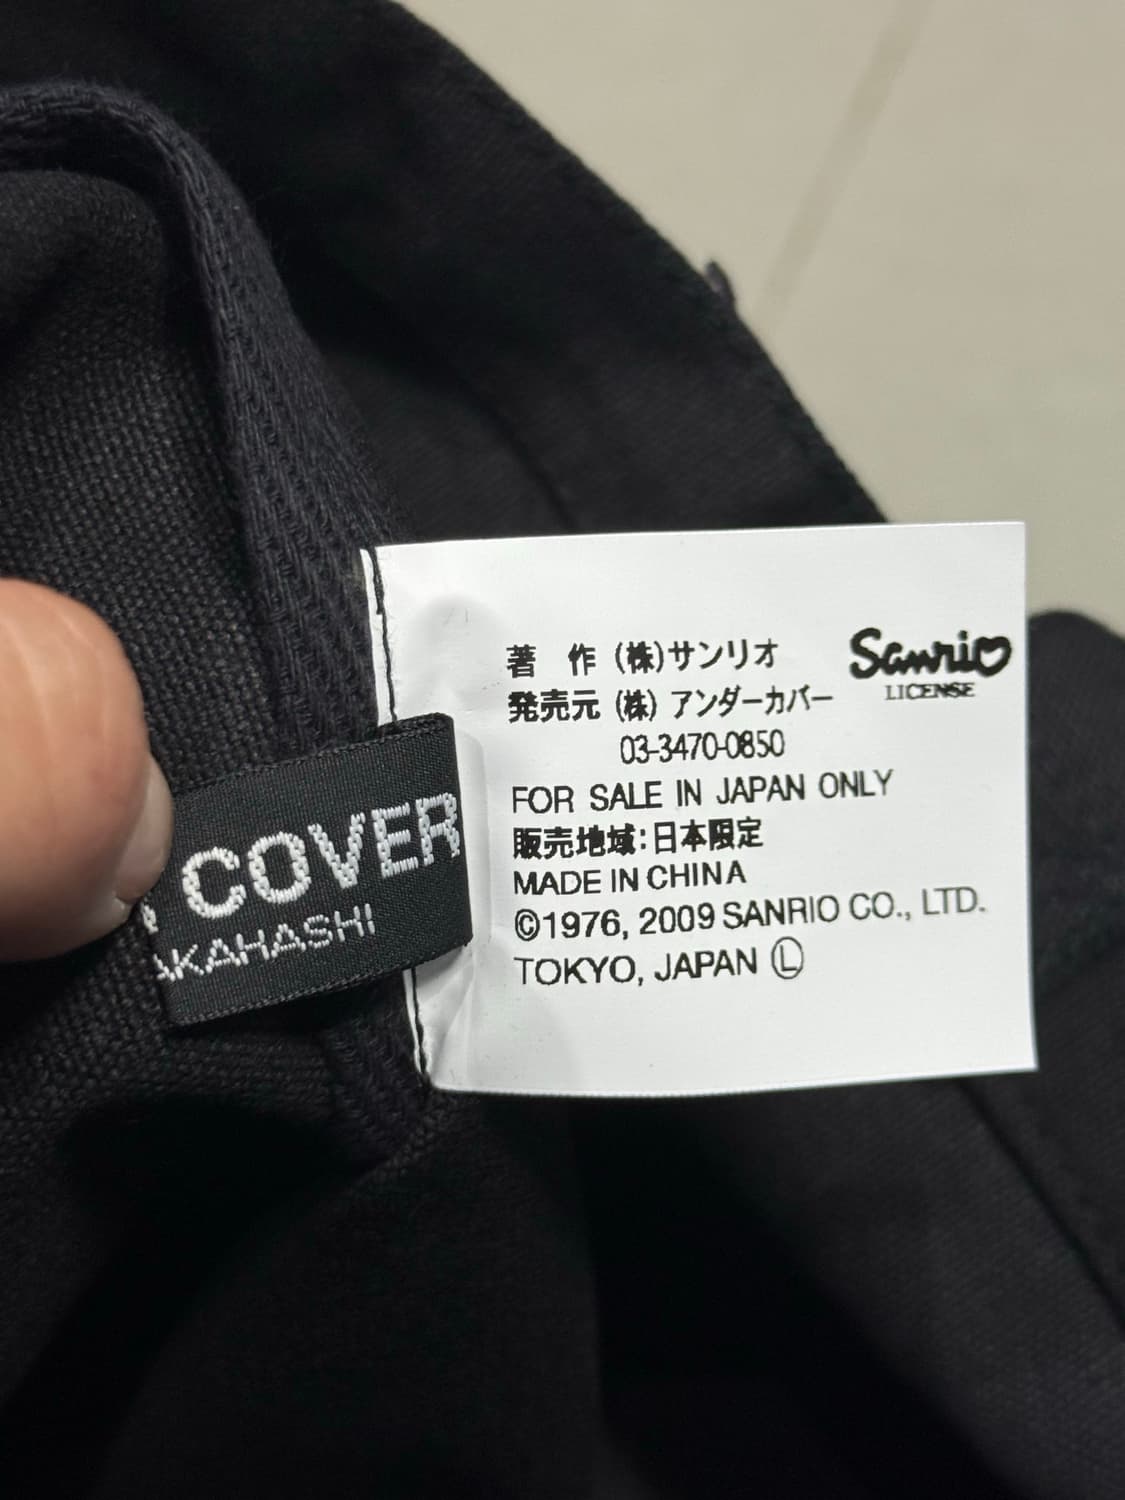 著 作 (株)サンリオ
Sanrio
LICENSE
発売元 (株) アンダーカバー
03-3470-0850
FOR SALE IN JAPAN ONLY
販売地域:日本限定
MADE IN CHINA
©1976, 2009 SANRIO CO., LTD.
TOKYO, JAPAN Ⓛ
COVER
AKAHASHI